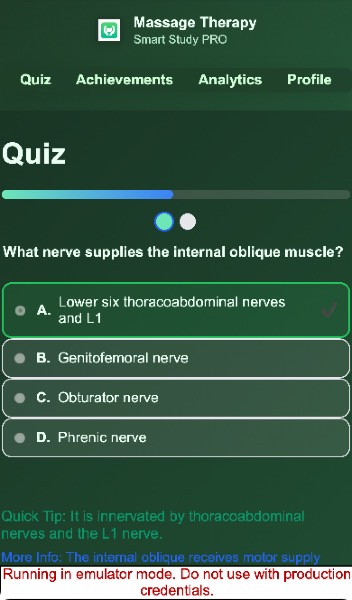 Massage Therapy
Smart Study PRO
Quiz Achievements Analytics Profile
Quiz
What nerve supplies the internal oblique muscle?
A. Lower six thoracoabdominal nerves
and L1
B. Genitofemoral nerve
C. Obturator nerve
D. Phrenic nerve
Quick Tip: It is innervated by thoracoabdominal
nerves and the L1 nerve.
More Info: The internal oblique receives motor supply
Running in emulator mode. Do not use with production
credentials.